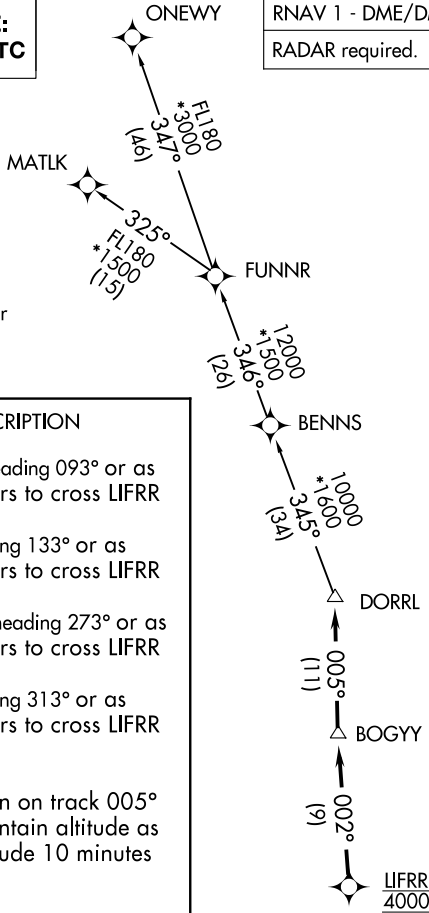 E:
TC
ONEWY
RNAV 1 - DME/D
RADAR required.
FL180
*3000
347°
(46)
MATLK
325°
FL180
*1500
(15)
FUNNR
r
12000
*1500
346°
(26)
CRIPTION
BENNS
eading 093° or as
rs to cross LIFRR
10000
*1600
345°
(34)
ng 133° or as
rs to cross LIFRR
DORRL
heading 273° or as
rs to cross LIFRR
005°
(11)
ng 313° or as
rs to cross LIFRR
BOGYY
n on track 005°
ntain altitude as
ude 10 minutes
002°
(9)
LIFRR
4000